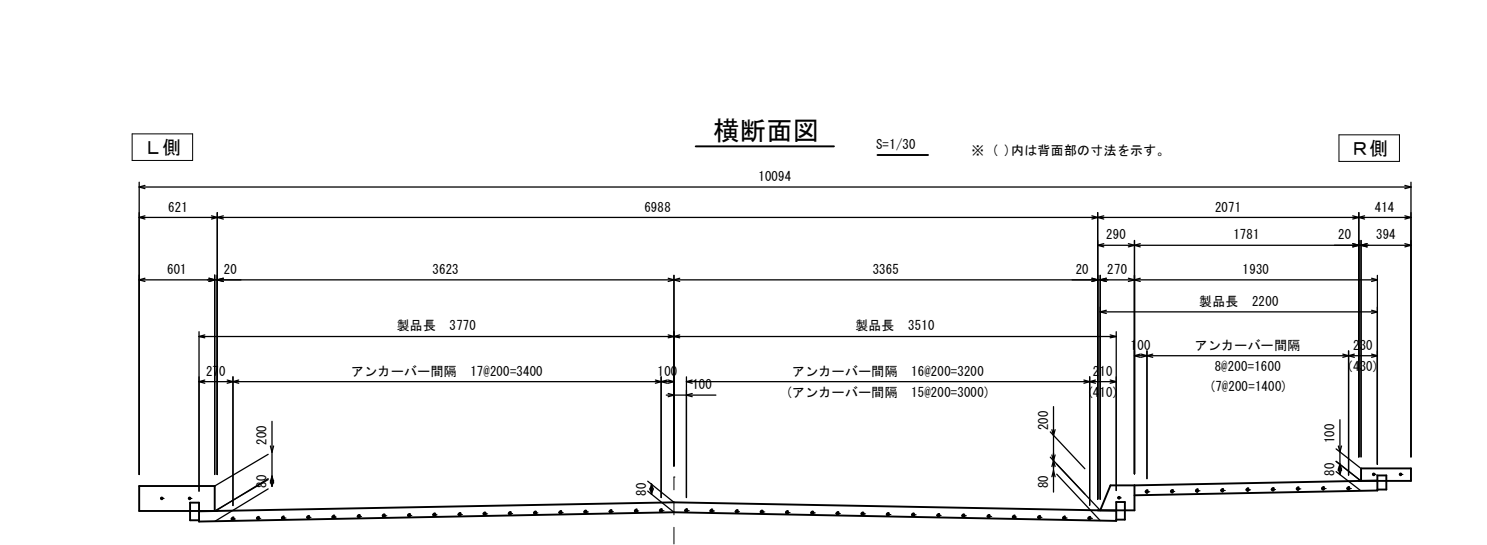 横断面図
S=1/30
※ ( )内は背面部の寸法を示す。
L側
R側
10094
621
6988
2071
414
290
1781
20
394
601
20
3623
3365
20
270
1930
製品長 2200
製品長 3770
製品長 3510
100
アンカーバー間隔
230
8@200=1600
(430)
(7@200=1400)
270
アンカーバー間隔 17@200=3400
100
アンカーバー間隔 16@200=3200
210
100
(アンカーバー間隔 15@200=3000)
(410)
200
80
80
200
80
100
80